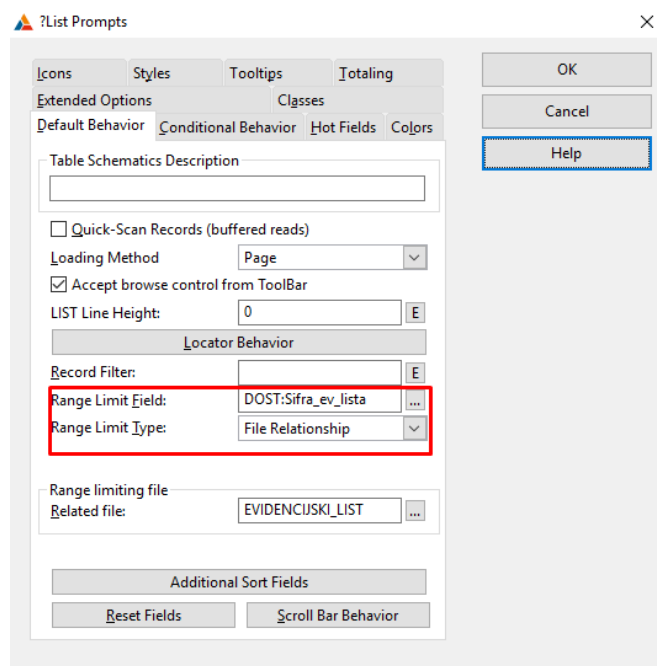 ?List Prompts
OK
Cancel
Help
Icons Styles Tooltips Totaling
Extended Options Classes
Default Behavior Conditional Behavior Hot Fields Colors
Table Schematics Description
Quick-Scan Records (buffered reads)
Loading Method Page
Accept browse control from ToolBar
LIST Line Height: 0 E
Locator Behavior
Record Filter: E
Range Limit Field: DOST:Sifra_ev_lista ...
Range Limit Type: File Relationship
Range limiting file
Related file: EVIDENCIJSKI_LIST ...
Additional Sort Fields
Reset Fields Scroll Bar Behavior